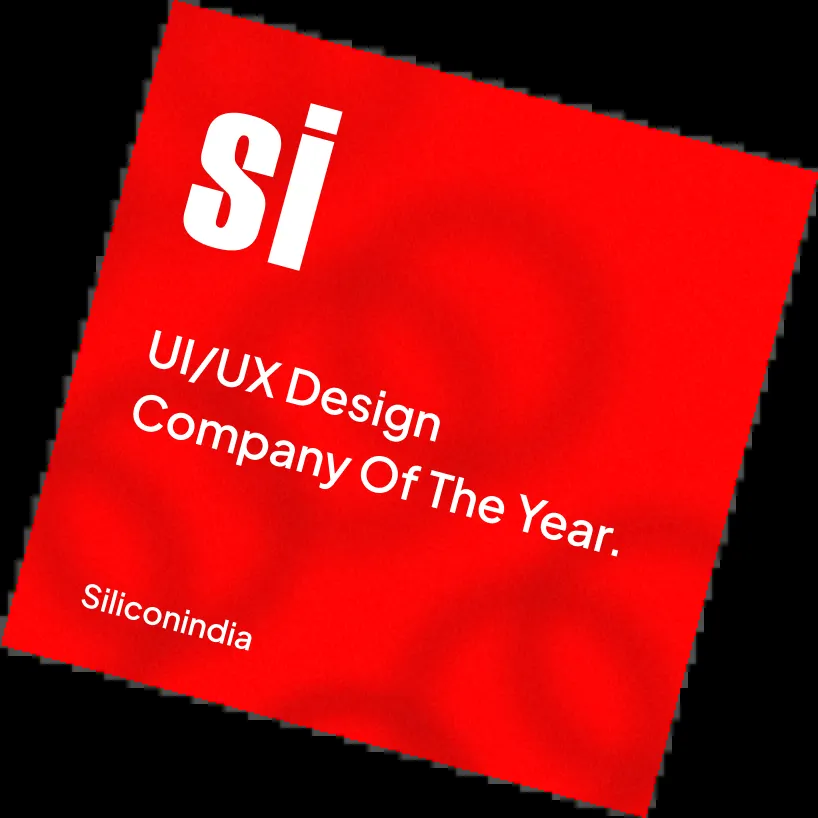 si
UI/UX Design
Company Of The Year.
Siliconindia